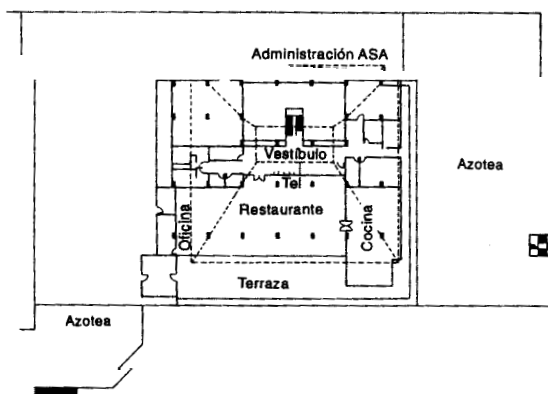 Administración ASA
Vestíbulo
Azotea
Tel
Restaurante
Oficina
Cocina
Terraza
Azotea